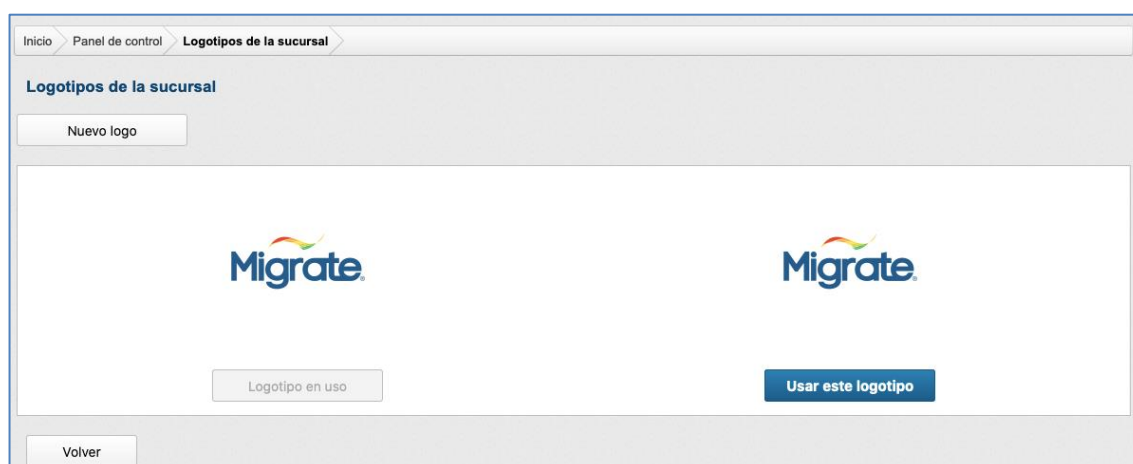 Inicio Panel de control Logotipos de la sucursal
Logotipos de la sucursal
Nuevo logo
Migrate® Migrate®
Logotipo en uso Usar este logotipo
Volver